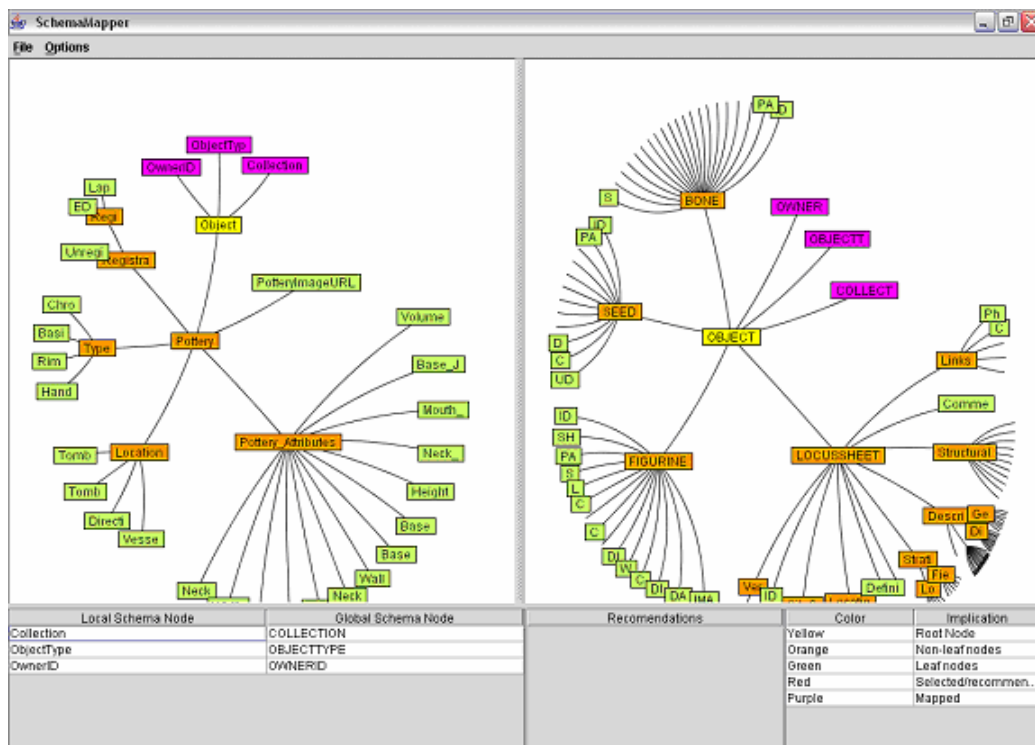 SchemaMapper
File Options
ObjectTyp
OwnerID
Collection
Lap
EO
Regi
Object
Unregi
Registra
PotteryImageURL
Chro
Volume
Basi
Type
Pottery
Rim
Base_J
Hand
Mouth_
Pottery_Attributes
Location
Neck_
Tomb
Tomb
Height
Directi
Base
Vesse
Base
Wall
Neck
Neck
PA
D
S
BONE
OWNER
ID
PA
OBJECTT
COLLECT
SEED
Ph
C
OBJECT
D
C
Links
UD
Comme
ID
SH
PA
FIGURINE
LOCUSSHEET
Structural
S
L
C
C
Descri
Ge
Di
DI
Strati
W
Fie
C
Ver
DI
ID
Defini
Lo
DA
IMA
Local Schema Node Global Schema Node
Collection COLLECTION
ObjectType OBJECTTYPE
OwnerID OWNERID
Recomendations
Color Implication
Yellow Root Node
Orange Non-leaf nodes
Green Leaf nodes
Red Selected/recommen...
Purple Mapped